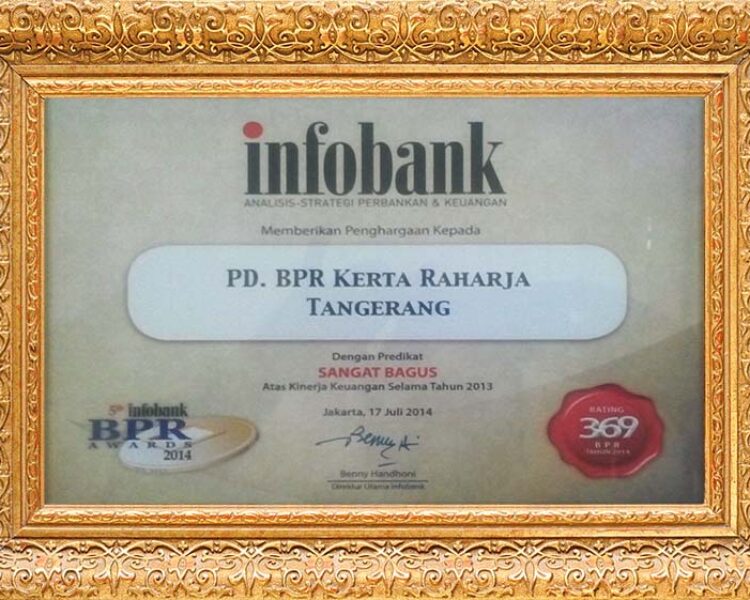 infobank
ANALISIS-STRATEGI PERBANKAN & KEUANGAN
Memberikan Penghargaan Kepada
PD. BPR KERTA RAHARJA
TANGERANG
Dengan Predikat
SANGAT BAGUS
Atas Kinerja Keuangan Selama Tahun 2013
Jakarta, 17 Juli 2014
Benny Handhoni
Direktur Utama infobank
5th infobank
BPR
AWARDS
2014
RATING
369
BPR